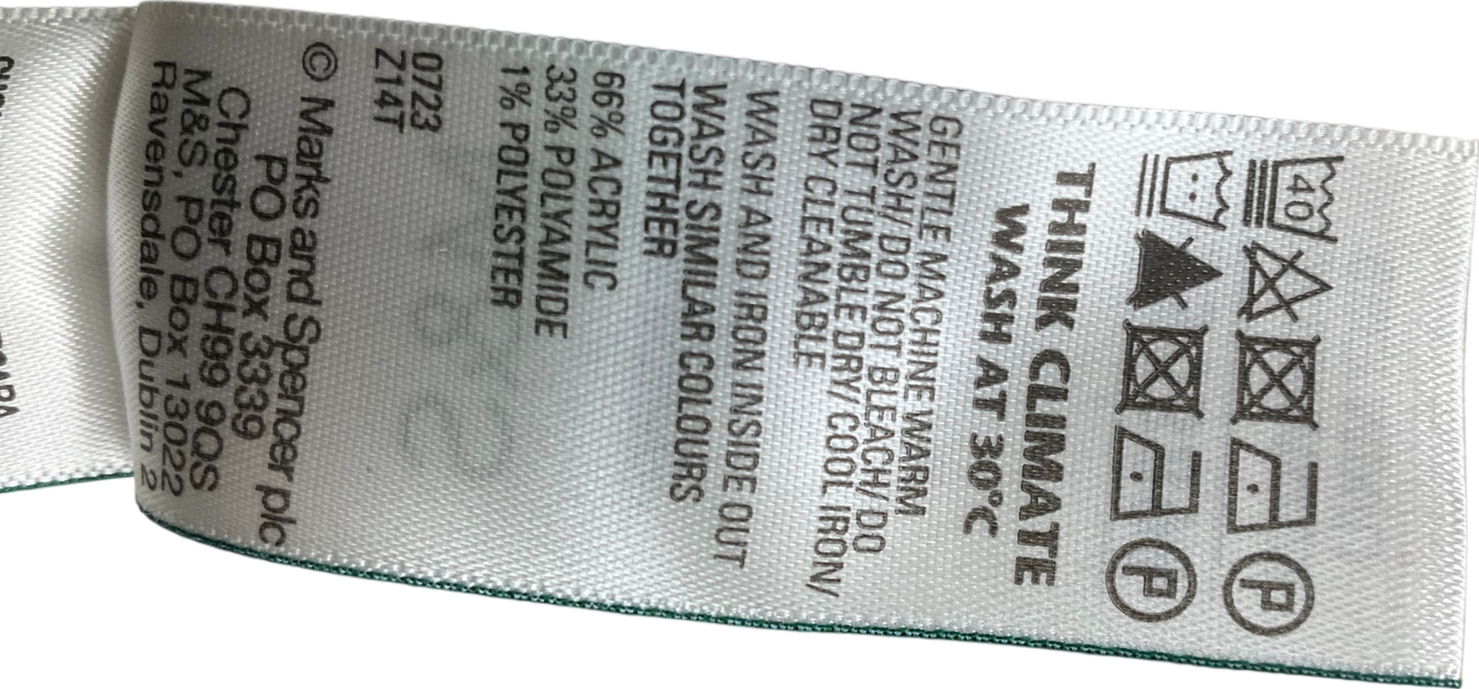 40
P
P
THINK CLIMATE
WASH AT 30°C
GENTLE MACHINE WARM
WASH/DO NOT BLEACH/DO
NOT TUMBLE DRY/COOL IRON/
DRY CLEANABLE
WASH AND IRON INSIDE OUT
WASH SIMILAR COLOURS
TOGETHER
66% ACRYLIC
33% POLYAMIDE
1% POLYESTER
0723
Z14T
© Marks and Spencer plc
PO Box 3339
Chester CH99 9QS
M&S, PO Box 13022
Ravensdale, Dublin 2